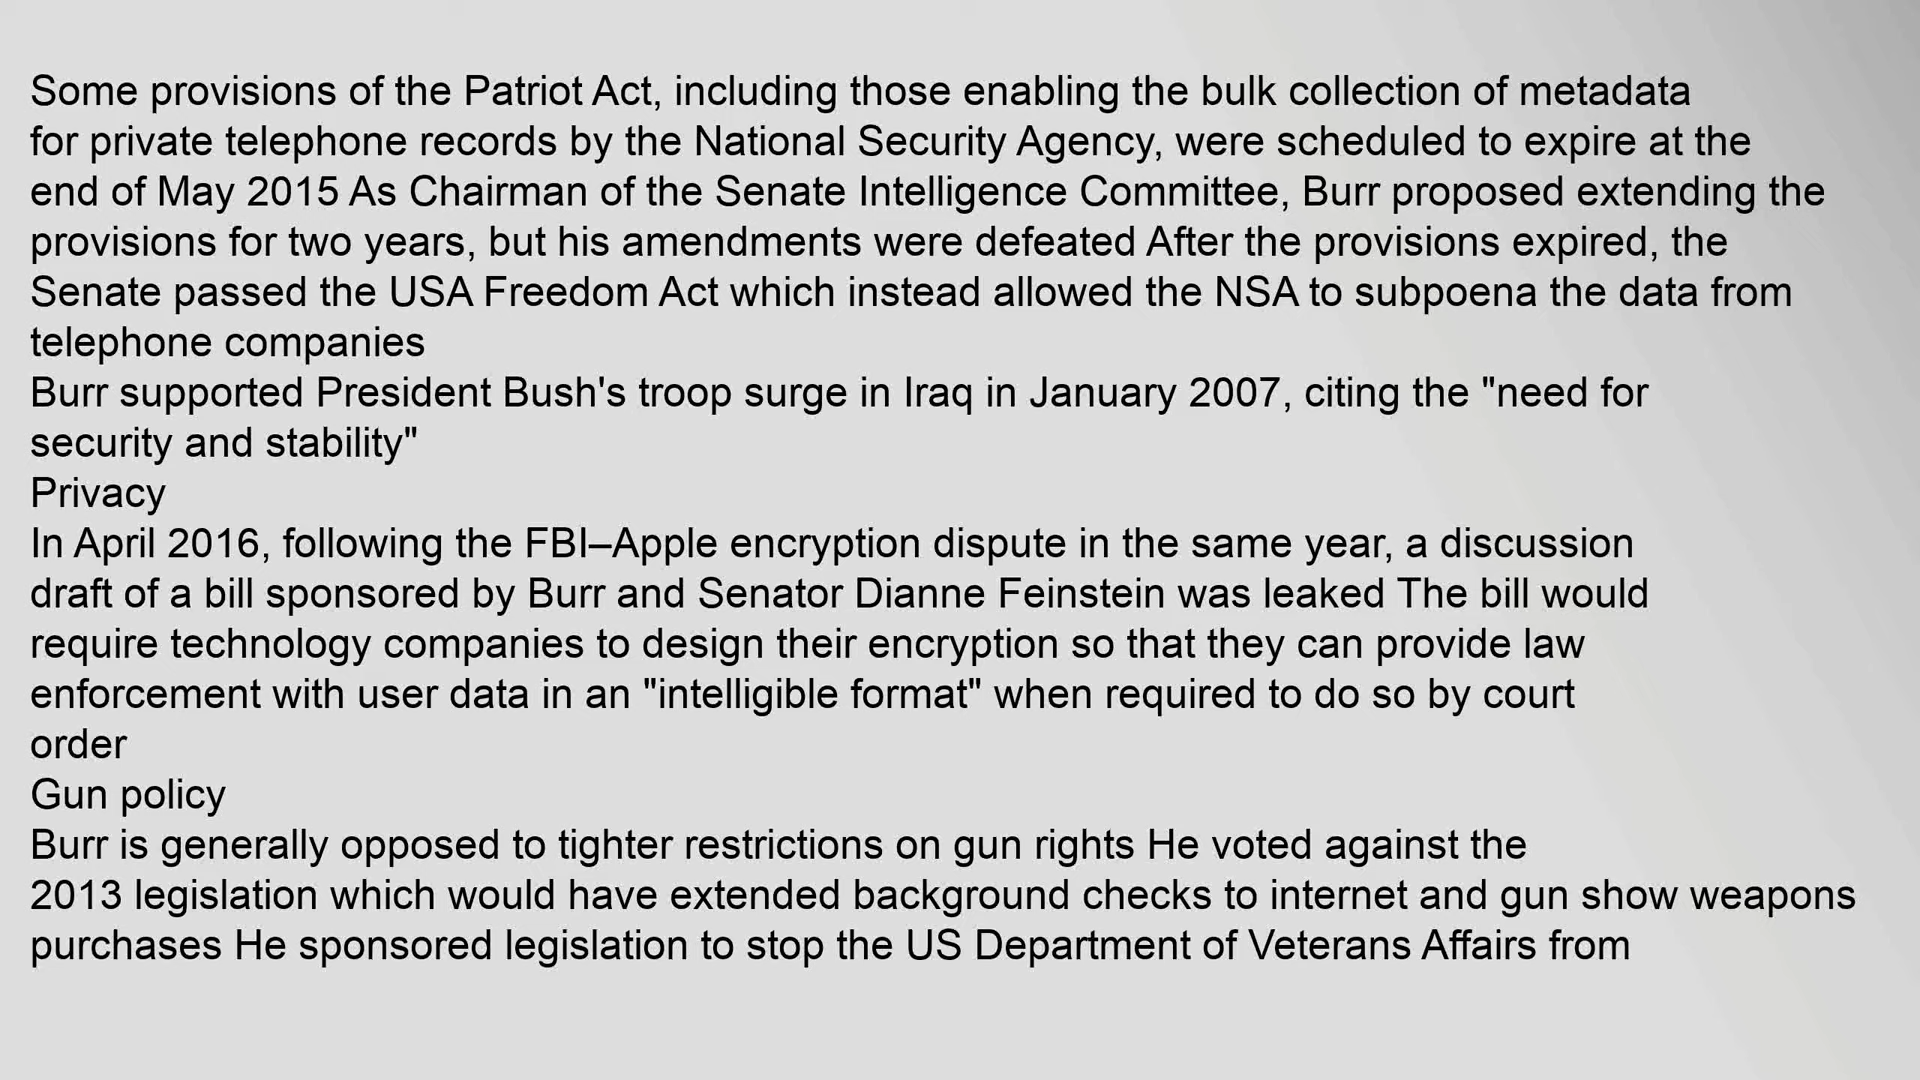 Some provisions of the Patriot Act, including those enabling the bulk collection of metadata
for private telephone records by the National Security Agency, were scheduled to expire at the
end of May 2015 As Chairman of the Senate Intelligence Committee, Burr proposed extending the
provisions for two years, but his amendments were defeated After the provisions expired, the
Senate passed the USA Freedom Act which instead allowed the NSA to subpoena the data from
telephone companies
Burr supported President Bush's troop surge in Iraq in January 2007, citing the "need for
security and stability"
Privacy
In April 2016, following the FBI–Apple encryption dispute in the same year, a discussion
draft of a bill sponsored by Burr and Senator Dianne Feinstein was leaked The bill would
require technology companies to design their encryption so that they can provide law
enforcement with user data in an "intelligible format" when required to do so by court
order
Gun policy
Burr is generally opposed to tighter restrictions on gun rights He voted against the
2013 legislation which would have extended background checks to internet and gun show weapons
purchases He sponsored legislation to stop the US Department of Veterans Affairs from